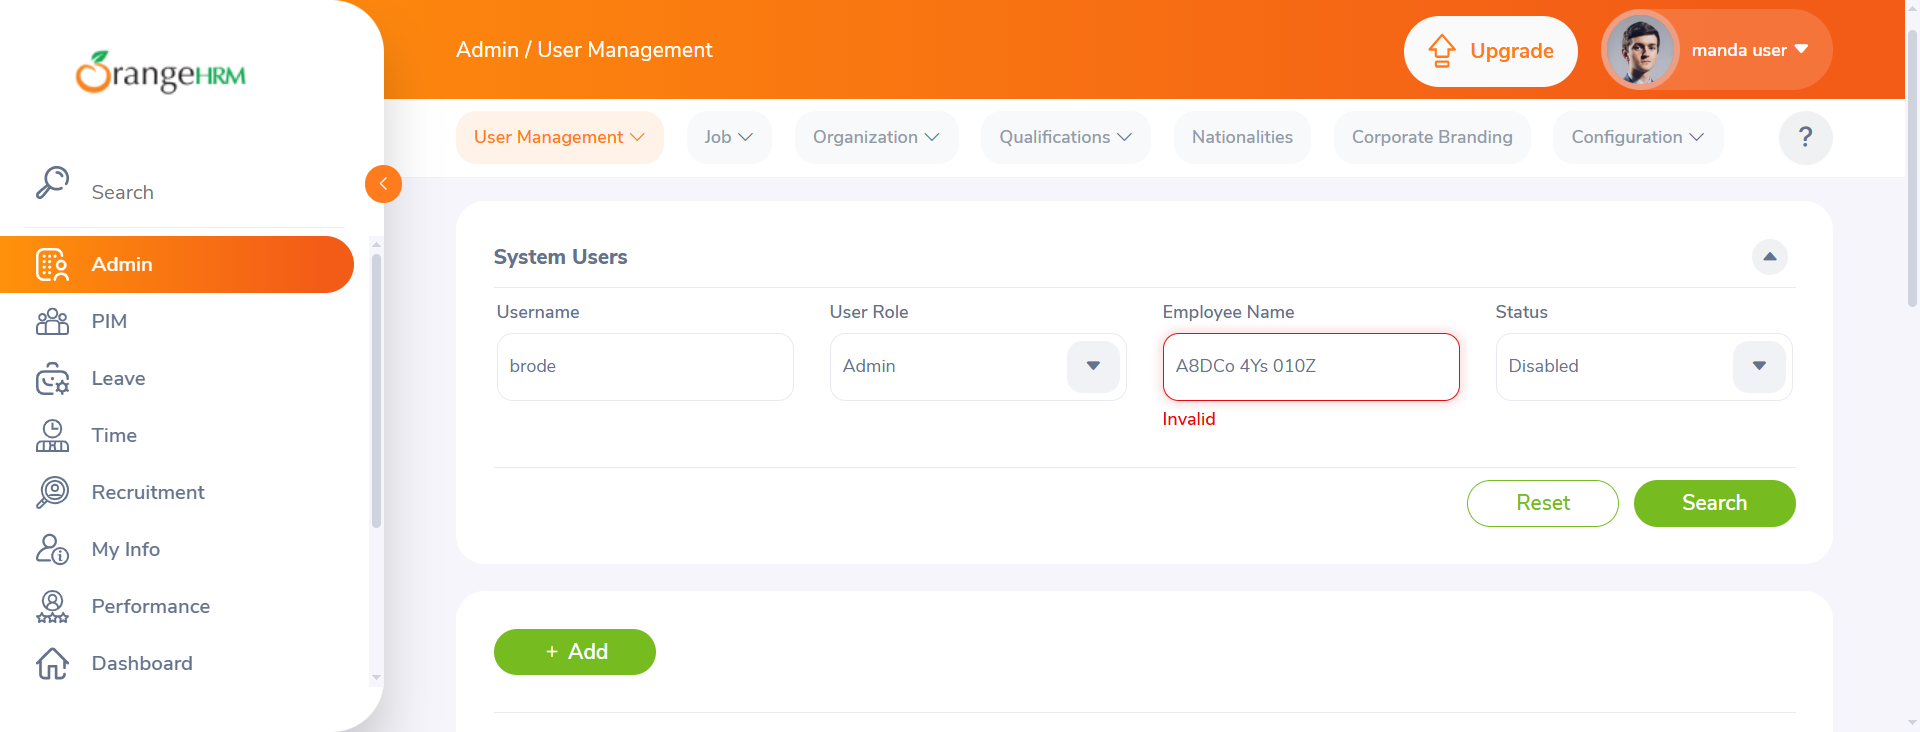 OrangeHRM
Search
Admin
PIM
Leave
Time
Recruitment
My Info
Performance
Dashboard
Admin / User Management
Upgrade
manda user
User Management
Job
Organization
Qualifications
Nationalities
Corporate Branding
Configuration
?
System Users
Username
User Role
Employee Name
Status
brode
Admin
A8DCo 4Ys 010Z
Disabled
Invalid
Reset
Search
+ Add